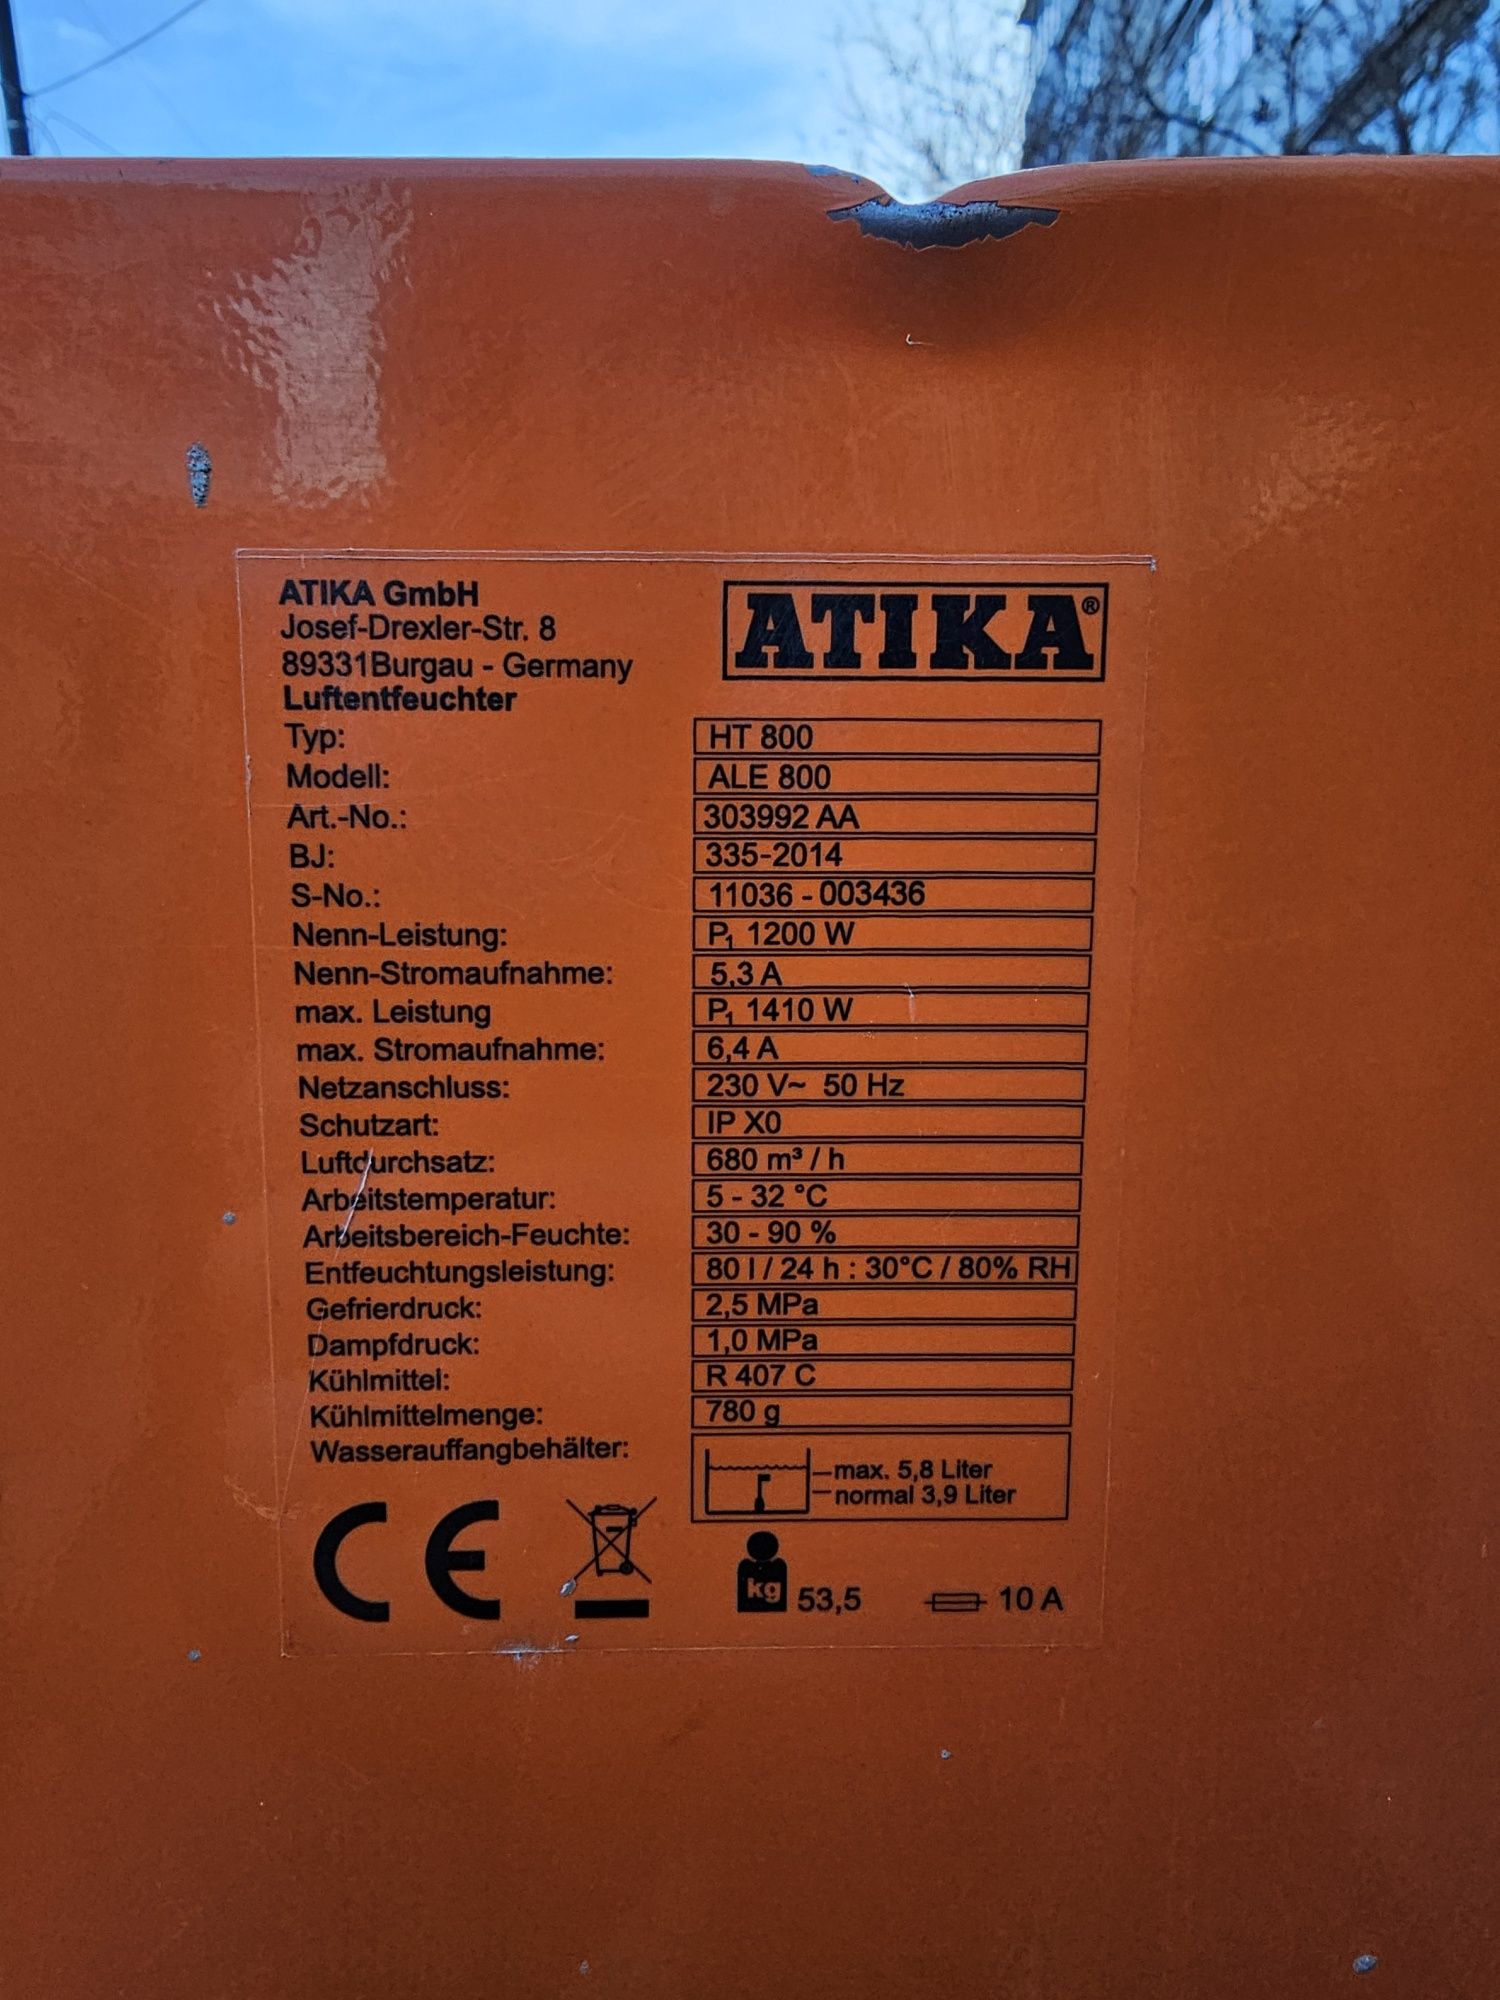 ATIKA GmbH
Josef-Drexler-Str. 8
89331Burgau - Germany
ATIKA®
Luftentfeuchter
Typ: HT 800
Modell: ALE 800
Art.-No.: 303992 AA
BJ: 335-2014
S-No.: 11036 - 003436
Nenn-Leistung: P₁ 1200 W
Nenn-Stromaufnahme: 5,3 A
max. Leistung P₁ 1410 W
max. Stromaufnahme: 6,4 A
Netzanschluss: 230 V~ 50 Hz
Schutzart: IP X0
Luftdurchsatz: 680 m³ / h
Arbeitstemperatur: 5 - 32 °C
Arbeitsbereich-Feuchte: 30 - 90 %
Entfeuchtungsleistung: 80 l / 24 h : 30°C / 80% RH
Gefrierdruck: 2,5 MPa
Dampfdruck: 1,0 MPa
Kühlmittel: R 407 C
Kühlmittelmenge: 780 g
Wasserauffangbehälter:
max. 5,8 Liter
normal 3,9 Liter
CE kg 53,5 10 A